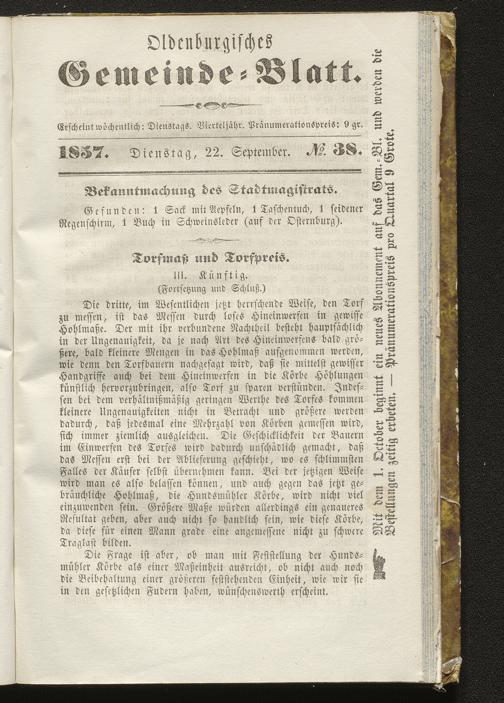 Oldenburgisches
Gemeinde-Blatt.
Erscheint wöchentlich: Dienstags. Vierteljähr. Pränumerationspreis: 9 gr.
1857. Dienstag, 22. September. № 38.
Bekanntmachung des Stadtmagistrats.
Gefunden: 1 Sack mit Aepfeln, 1 Taschentuch, 1 seidener
Regenschirm, 1 Buch in Schweinsleder (auf der Osternburg).
Torfmaß und Torfpreis.
III. Künftig.
(Fortsetzung und Schluß.)
Die dritte, im Wesentlichen jetzt herrschende Weise, den Torf
zu messen, ist das Messen durch loses Hineinwerfen in gewisse
Hohlmaße. Der mit ihr verbundene Nachtheil besteht hauptsächlich
in der Ungenauigkeit, da je nach Art des Hineinwerfens bald grö-
ßere, bald kleinere Mengen in das Hohlmaß aufgenommen werden,
wie denn den Torfbauern nachgesagt wird, daß sie mittelst gewisser
Handgriffe auch bei dem Hineinwerfen in die Körbe Höhlungen
künstlich hervorzubringen, also Torf zu sparen verstünden. Indes-
sen bei dem verhältnißmäßig geringen Werthe des Torfes kommen
kleinere Ungenauigkeiten nicht in Betracht und größere werden
dadurch, daß jedesmal eine Mehrzahl von Körben gemessen wird,
sich immer ziemlich ausgleichen. Die Geschicklichkeit der Bauern
im Einwerfen des Torfes wird dadurch unschädlich gemacht, daß
das Messen erst bei der Ablieferung geschieht, wo es schlimmsten
Falles der Käufer selbst übernehmen kann. Bei der jetzigen Weise
wird man es also belassen können, und auch gegen das jetzt ge-
bräuchliche Hohlmaß, die Hundsmühler Körbe, wird nicht viel
einzuwenden sein. Größere Maße würden allerdings ein genaueres
Resultat geben, aber auch nicht so handlich sein, wie diese Körbe,
da diese für einen Mann grade eine angemessene nicht zu schwere
Traglast bilden.
Die Frage ist aber, ob man mit Feststellung der Hunds-
mühler Körbe als einer Maßeinheit ausreicht, ob nicht auch noch
die Beibehaltung einer größeren feststehenden Einheit, wie wir sie
in den gesetzlichen Fudern haben, wünschenswerth erscheint.
Mit dem 1. October beginnt ein neues Abonnement auf das Gem.-Bl. und werden die
Bestellungen zeitig erbeten. Pränumerationspreis pro Quartal 9 Grote.